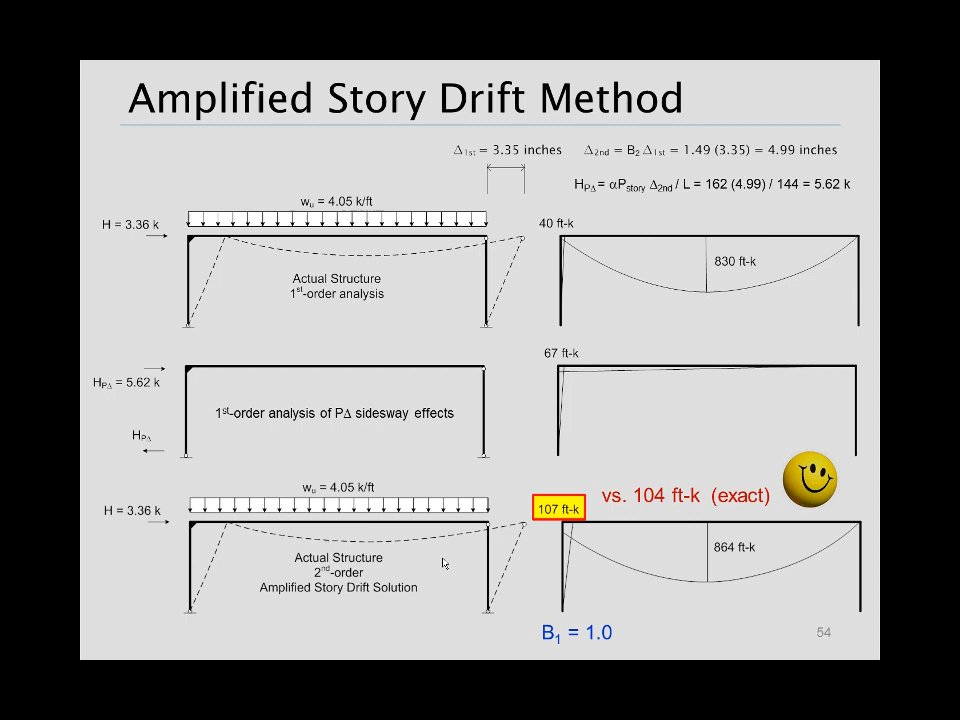 Amplified Story Drift Method
Δ1st = 3.35 inches
Δ2nd = B2 Δ1st = 1.49 (3.35) = 4.99 inches
HPΔ = αPstory Δ2nd / L = 162 (4.99) / 144 = 5.62 k
wu = 4.05 k/ft
H = 3.36 k
40 ft-k
830 ft-k
Actual Structure
1st-order analysis
67 ft-k
HPΔ = 5.62 k
1st-order analysis of PΔ sidesway effects
HPΔ
wu = 4.05 k/ft
vs. 104 ft-k (exact)
H = 3.36 k
107 ft-k
864 ft-k
Actual Structure
2nd-order
Amplified Story Drift Solution
B1 = 1.0
54